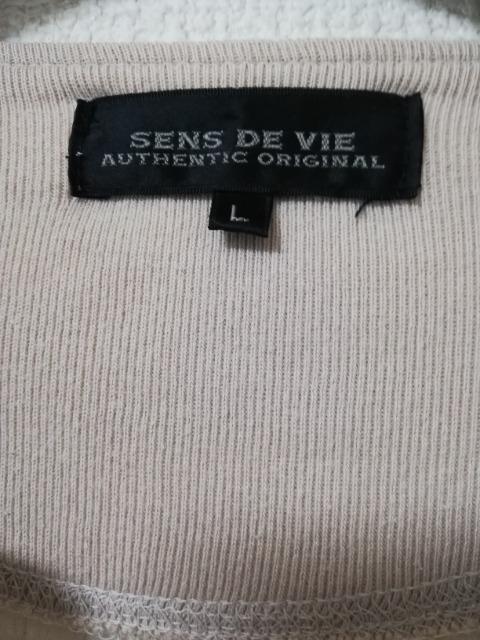 SENS DE VIE
AUTHENTIC ORIGINAL
L